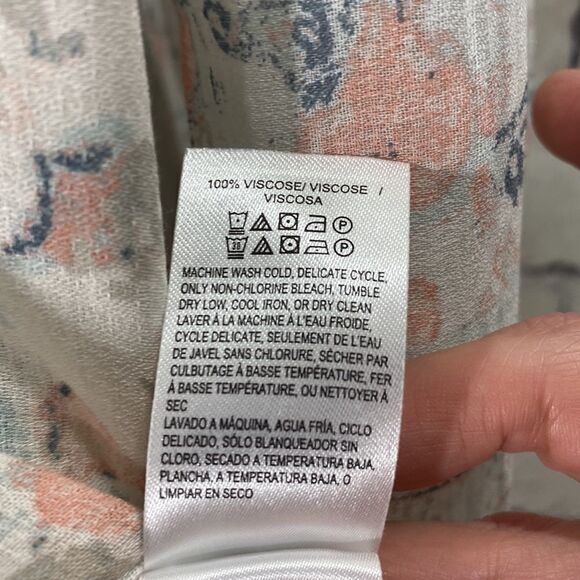 100% VISCOSE/ VISCOSE /
VISCOSA
P
30 P
MACHINE WASH COLD, DELICATE CYCLE,
ONLY NON-CHLORINE BLEACH, TUMBLE
DRY LOW, COOL IRON, OR DRY CLEAN
LAVER À LA MACHINE À L'EAU FROIDE,
CYCLE DELICATE, SEULEMENT DE L'EAU
DE JAVEL SANS CHLORURE, SÉCHER PAR
CULBUTAGE À BASSE TEMPÉRATURE, FER
À BASSE TEMPÉRATURE, OU NETTOYER À
SEC
LAVADO A MÁQUINA, AGUA FRÍA, CICLO
DELICADO, SÓLO BLANQUEADOR SIN
CLORO, SECADO A TEMPERATURA BAJA,
PLANCHA, A TEMPERATURA BAJA, O
LIMPIAR EN SECO